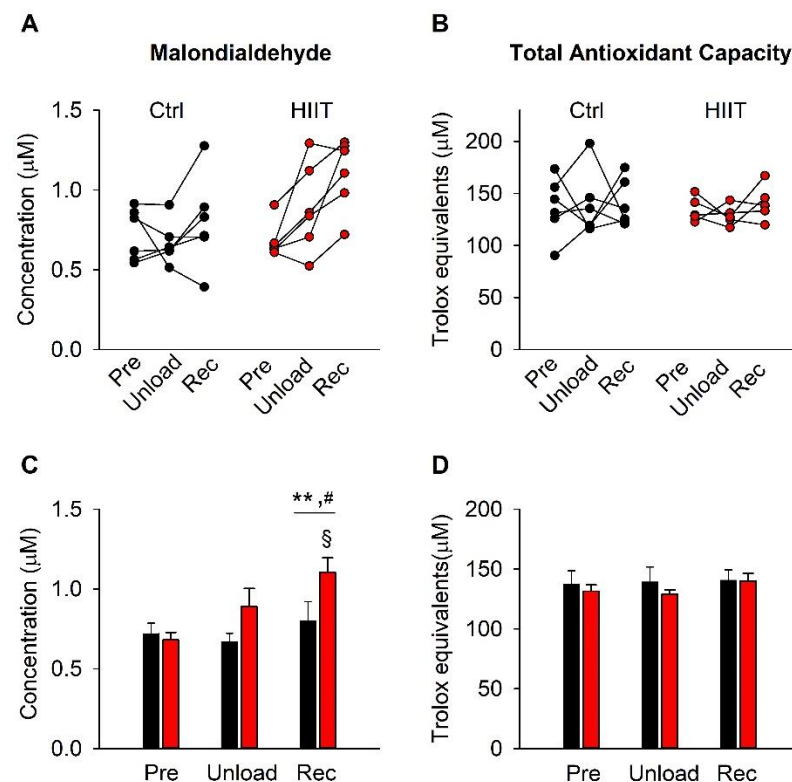 A
Malondialdehyde
Concentration (μM)
1.5
1.0
0.5
0.0
Ctrl
HIIT
Pre
Unload
Rec
Pre
Unload
Rec
B
Total Antioxidant Capacity
Trolox equivalents (μM)
200
150
100
50
0
Ctrl
HIIT
Pre
Unload
Rec
Pre
Unload
Rec
C
Concentration (μM)
1.5
1.0
0.5
0.0
**,#
§
Pre
Unload
Rec
D
Trolox equivalents(μM)
200
150
100
50
0
Pre
Unload
Rec